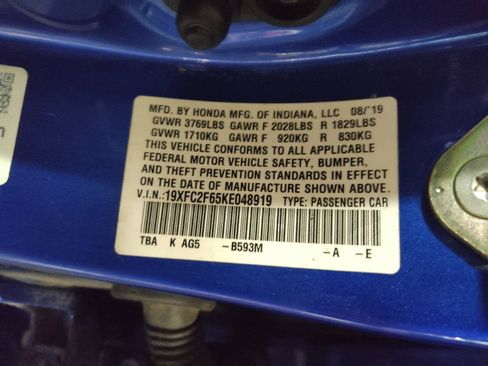 MFD. BY HONDA MFG. OF INDIANA, LLC 08/'19
GVWR 3769LBS GAWR F 2028LBS R 1829LBS
GVWR 1710KG GAWR F 920KG R 830KG
THIS VEHICLE CONFORMS TO ALL APPLICABLE
FEDERAL MOTOR VEHICLE SAFETY, BUMPER,
AND THEFT PREVENTION STANDARDS IN EFFECT
ON THE DATE OF MANUFACTURE SHOWN ABOVE.
V.I.N.: 19XFC2F65KE048919 TYPE: PASSENGER CAR
TBA K AG5 -B593M -A -E